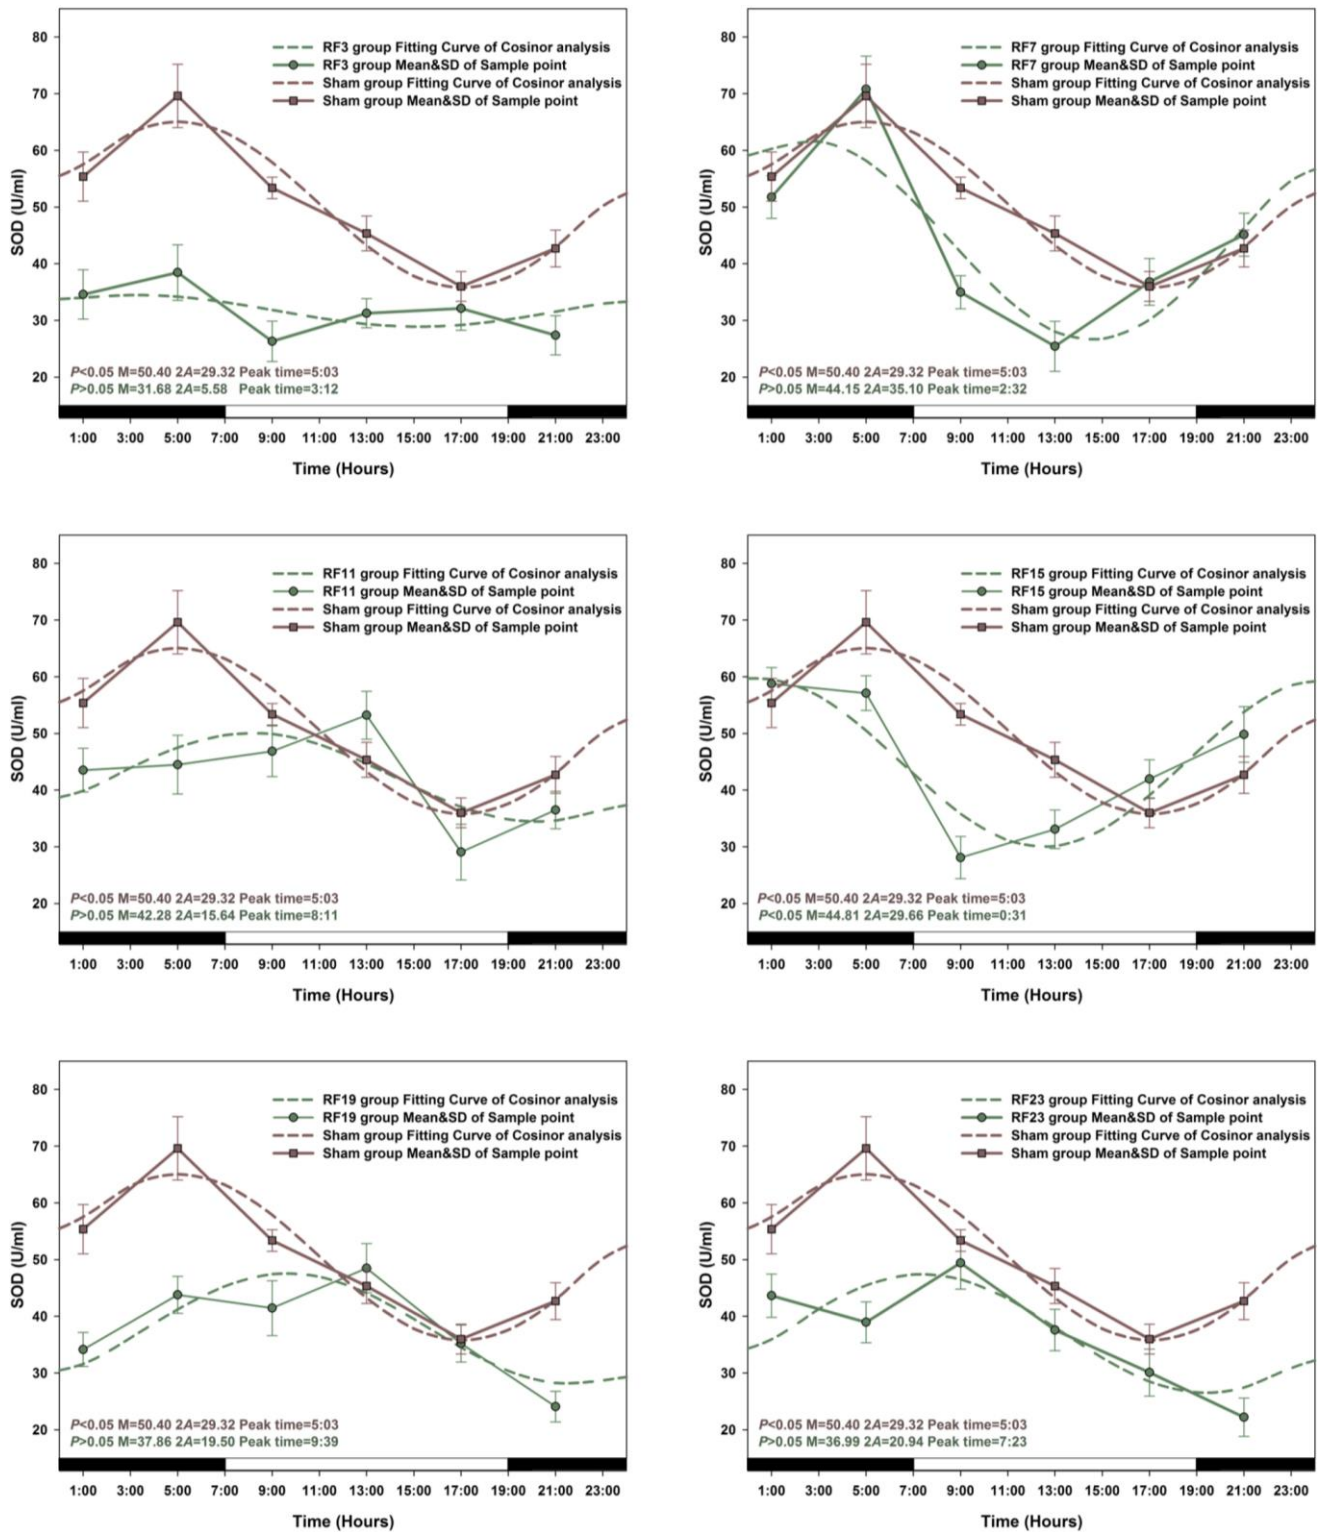 80
70
60
50
40
30
20
SOD (U/ml)
RF3 group Fitting Curve of Cosinor analysis
RF3 group Mean&SD of Sample point
Sham group Fitting Curve of Cosinor analysis
Sham group Mean&SD of Sample point
P<0.05 M=50.40 2A=29.32 Peak time=5:03
P>0.05 M=31.68 2A=5.58 Peak time=3:12
1:00 3:00 5:00 7:00 9:00 11:00 13:00 15:00 17:00 19:00 21:00 23:00
Time (Hours)
80
70
60
50
40
30
20
SOD (U/ml)
RF7 group Fitting Curve of Cosinor analysis
RF7 group Mean&SD of Sample point
Sham group Fitting Curve of Cosinor analysis
Sham group Mean&SD of Sample point
P<0.05 M=50.40 2A=29.32 Peak time=5:03
P>0.05 M=44.15 2A=35.10 Peak time=2:32
1:00 3:00 5:00 7:00 9:00 11:00 13:00 15:00 17:00 19:00 21:00 23:00
Time (Hours)
80
70
60
50
40
30
20
SOD (U/ml)
RF11 group Fitting Curve of Cosinor analysis
RF11 group Mean&SD of Sample point
Sham group Fitting Curve of Cosinor analysis
Sham group Mean&SD of Sample point
P<0.05 M=50.40 2A=29.32 Peak time=5:03
P>0.05 M=42.28 2A=15.64 Peak time=8:11
1:00 3:00 5:00 7:00 9:00 11:00 13:00 15:00 17:00 19:00 21:00 23:00
Time (Hours)
80
70
60
50
40
30
20
SOD (U/ml)
RF15 group Fitting Curve of Cosinor analysis
RF15 group Mean&SD of Sample point
Sham group Fitting Curve of Cosinor analysis
Sham group Mean&SD of Sample point
P<0.05 M=50.40 2A=29.32 Peak time=5:03
P<0.05 M=44.81 2A=29.66 Peak time=0:31
1:00 3:00 5:00 7:00 9:00 11:00 13:00 15:00 17:00 19:00 21:00 23:00
Time (Hours)
80
70
60
50
40
30
20
SOD (U/ml)
RF19 group Fitting Curve of Cosinor analysis
RF19 group Mean&SD of Sample point
Sham group Fitting Curve of Cosinor analysis
Sham group Mean&SD of Sample point
P<0.05 M=50.40 2A=29.32 Peak time=5:03
P>0.05 M=37.86 2A=19.50 Peak time=9:39
1:00 3:00 5:00 7:00 9:00 11:00 13:00 15:00 17:00 19:00 21:00 23:00
Time (Hours)
80
70
60
50
40
30
20
SOD (U/ml)
RF23 group Fitting Curve of Cosinor analysis
RF23 group Mean&SD of Sample point
Sham group Fitting Curve of Cosinor analysis
Sham group Mean&SD of Sample point
P<0.05 M=50.40 2A=29.32 Peak time=5:03
P>0.05 M=36.99 2A=20.94 Peak time=7:23
1:00 3:00 5:00 7:00 9:00 11:00 13:00 15:00 17:00 19:00 21:00 23:00
Time (Hours)